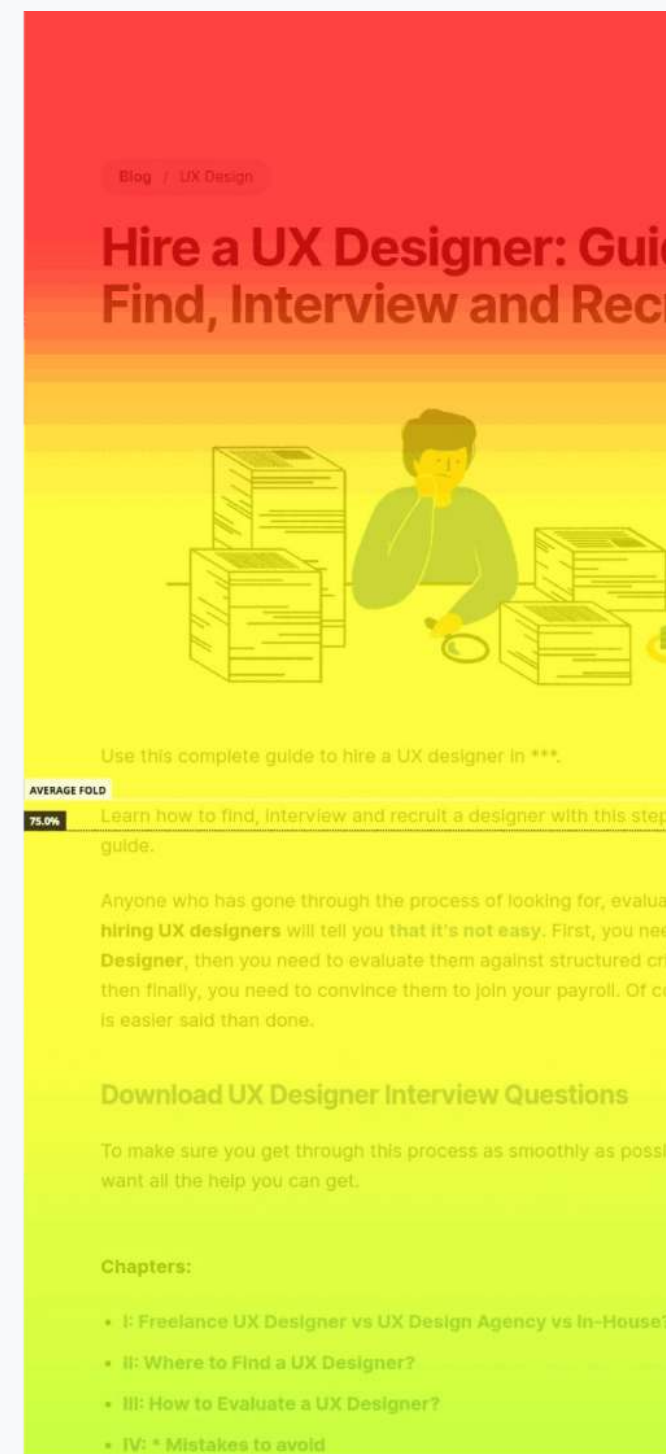 Blog / UX Design
Hire a UX Designer: Guid
Find, Interview and Recr
Use this complete guide to hire a UX designer in ***.
AVERAGE FOLD
75.0%
Learn how to find, interview and recruit a designer with this step
guide.
Anyone who has gone through the process of looking for, evalua
hiring UX designers will tell you that it's not easy. First, you nee
Designer, then you need to evaluate them against structured cri
then finally, you need to convince them to join your payroll. Of co
is easier said than done.
Download UX Designer Interview Questions
To make sure you get through this process as smoothly as possi
want all the help you can get.
Chapters:
• I: Freelance UX Designer vs UX Design Agency vs In-House?
• II: Where to Find a UX Designer?
• III: How to Evaluate a UX Designer?
• IV: * Mistakes to avoid